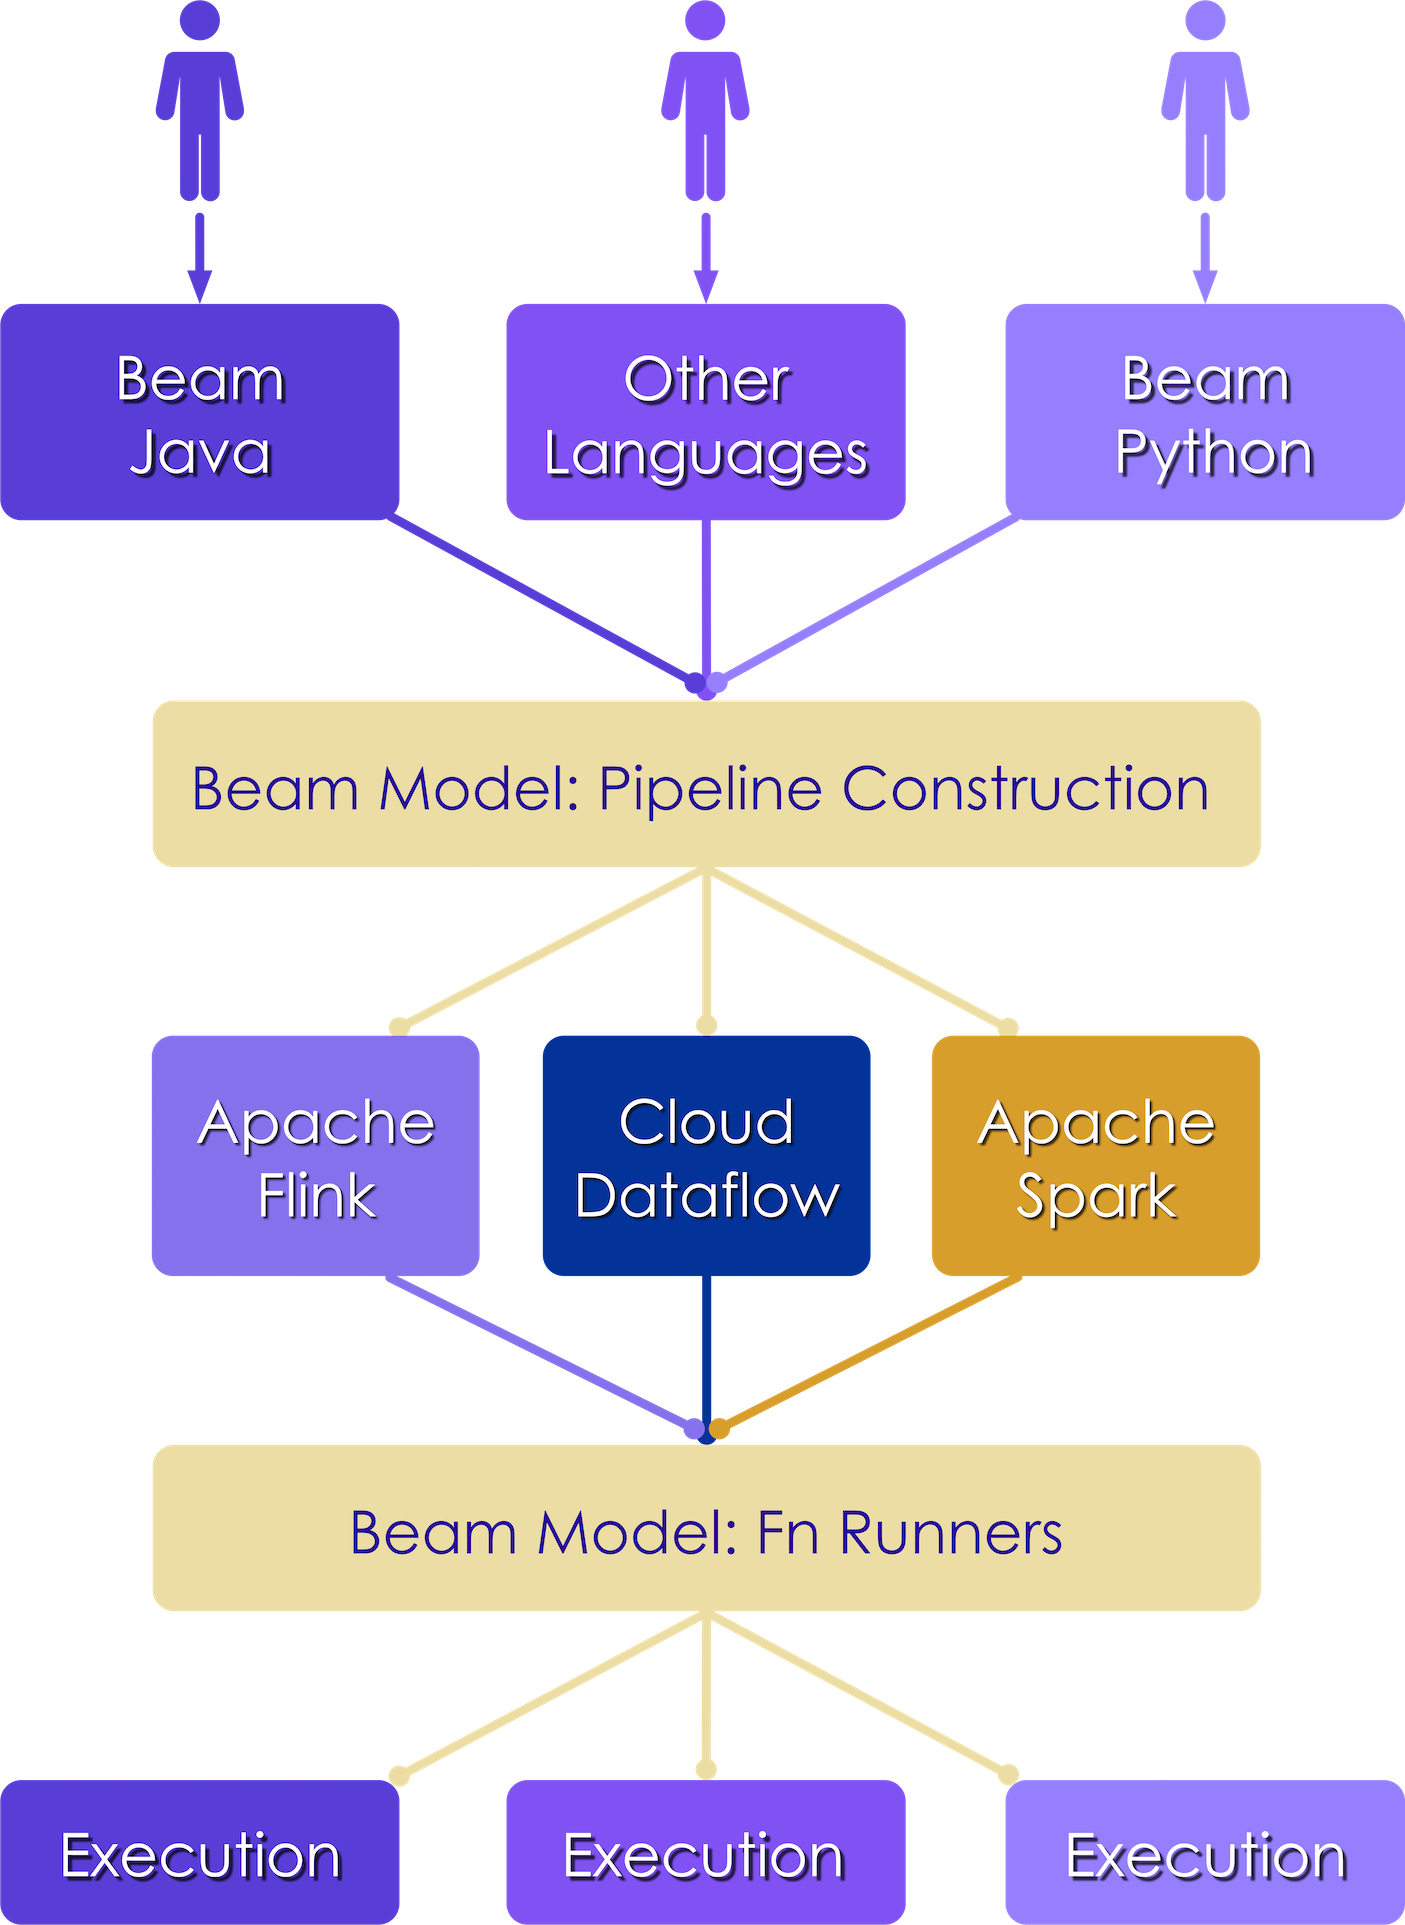 Beam
Java
Other
Languages
Beam
Python
Beam Model: Pipeline Construction
Apache
Flink
Cloud
Dataflow
Apache
Spark
Beam Model: Fn Runners
Execution
Execution
Execution